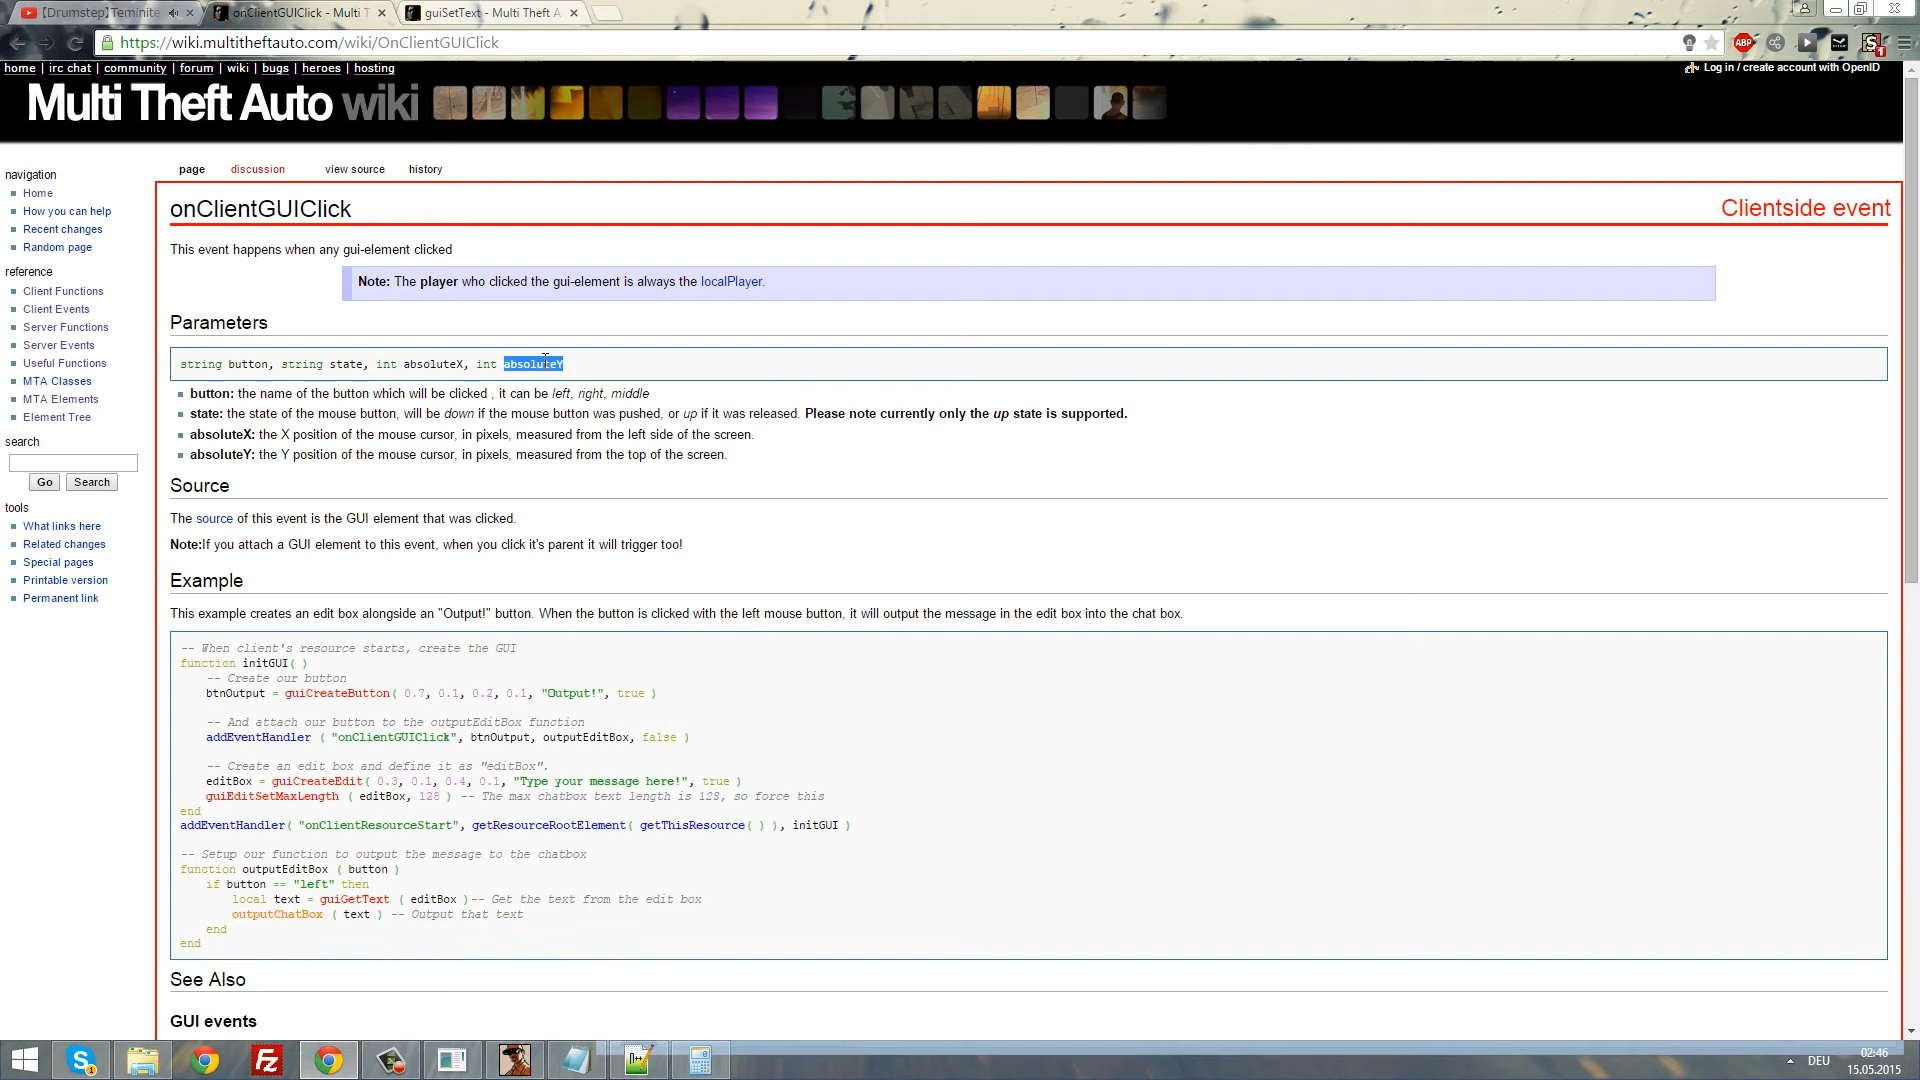 【Drumstep】Teminite
onClientGUIClick - Multi T
guiSetText - Multi Theft A
https://wiki.multitheftauto.com/wiki/OnClientGUIClick
ABP
S
1
home | irc chat | community | forum | wiki | bugs | heroes | hosting
Log in / create account with OpenID
Multi Theft Auto wiki
page discussion view source history
navigation
Home
How you can help
Recent changes
Random page
reference
Client Functions
Client Events
Server Functions
Server Events
Useful Functions
MTA Classes
MTA Elements
Element Tree
search
Go Search
tools
What links here
Related changes
Special pages
Printable version
Permanent link
onClientGUIClick
Clientside event
This event happens when any gui-element clicked
Note: The player who clicked the gui-element is always the localPlayer.
Parameters
string button, string state, int absoluteX, int absoluteY
button: the name of the button which will be clicked , it can be left, right, middle
state: the state of the mouse button, will be down if the mouse button was pushed, or up if it was released. Please note currently only the up state is supported.
absoluteX: the X position of the mouse cursor, in pixels, measured from the left side of the screen.
absoluteY: the Y position of the mouse cursor, in pixels, measured from the top of the screen.
Source
The source of this event is the GUI element that was clicked.
Note:If you attach a GUI element to this event, when you click it's parent it will trigger too!
Example
This example creates an edit box alongside an "Output!" button. When the button is clicked with the left mouse button, it will output the message in the edit box into the chat box.
-- When client's resource starts, create the GUI
function initGUI( )
-- Create our button
btnOutput = guiCreateButton( 0.7, 0.1, 0.2, 0.1, "Output!", true )
-- And attach our button to the outputEditBox function
addEventHandler ( "onClientGUIClick", btnOutput, outputEditBox, false )
-- Create an edit box and define it as "editBox".
editBox = guiCreateEdit( 0.3, 0.1, 0.4, 0.1, "Type your message here!", true )
guiEditSetMaxLength ( editBox, 128 ) -- The max chatbox text length is 128, so force this
end
addEventHandler( "onClientResourceStart", getResourceRootElement( getThisResource( ) ), initGUI )
-- Setup our function to output the message to the chatbox
function outputEditBox ( button )
if button == "left" then
local text = guiGetText ( editBox )-- Get the text from the edit box
outputChatBox ( text ) -- Output that text
end
end
See Also
GUI events
DEU
02:46
15.05.2015